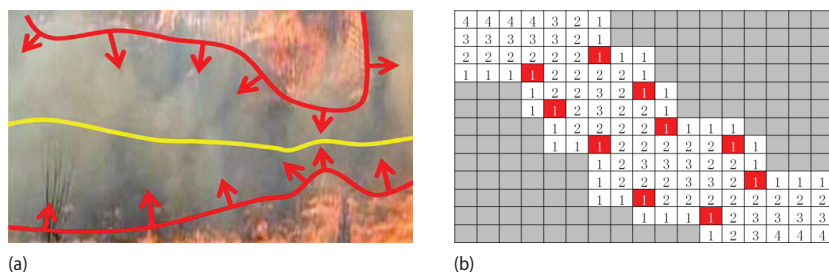 4 4 4 4 3 2 1
3 3 3 3 3 2 1
2 2 2 2 2 2 1 1 1
1 1 1 1 2 2 2 2 1
1 2 2 3 2 1 1
1 1 2 3 2 2 1
1 2 2 2 2 1 1 1 1
1 1 1 2 2 2 2 2 1 1
1 2 3 3 3 2 2 1
1 2 2 2 3 3 2 1 1 1 1
1 1 1 2 2 2 2 2 2 2 2
1 1 1 1 2 3 3 3 3
1 2 3 4 4 4
(a)
(b)